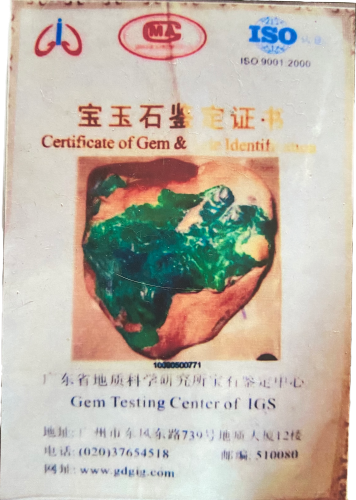 CMA
ISO
ISO 9001:2000
宝玉石鉴定证书
Certificate of Gem &
10090500771
广东省地质科学研究所宝石鉴定中心
Gem Testing Center of IGS
地址: 广州市东风东路739号地质大厦12楼
电话: (020)37654518 邮编: 510080
网址: www.gdgig.com